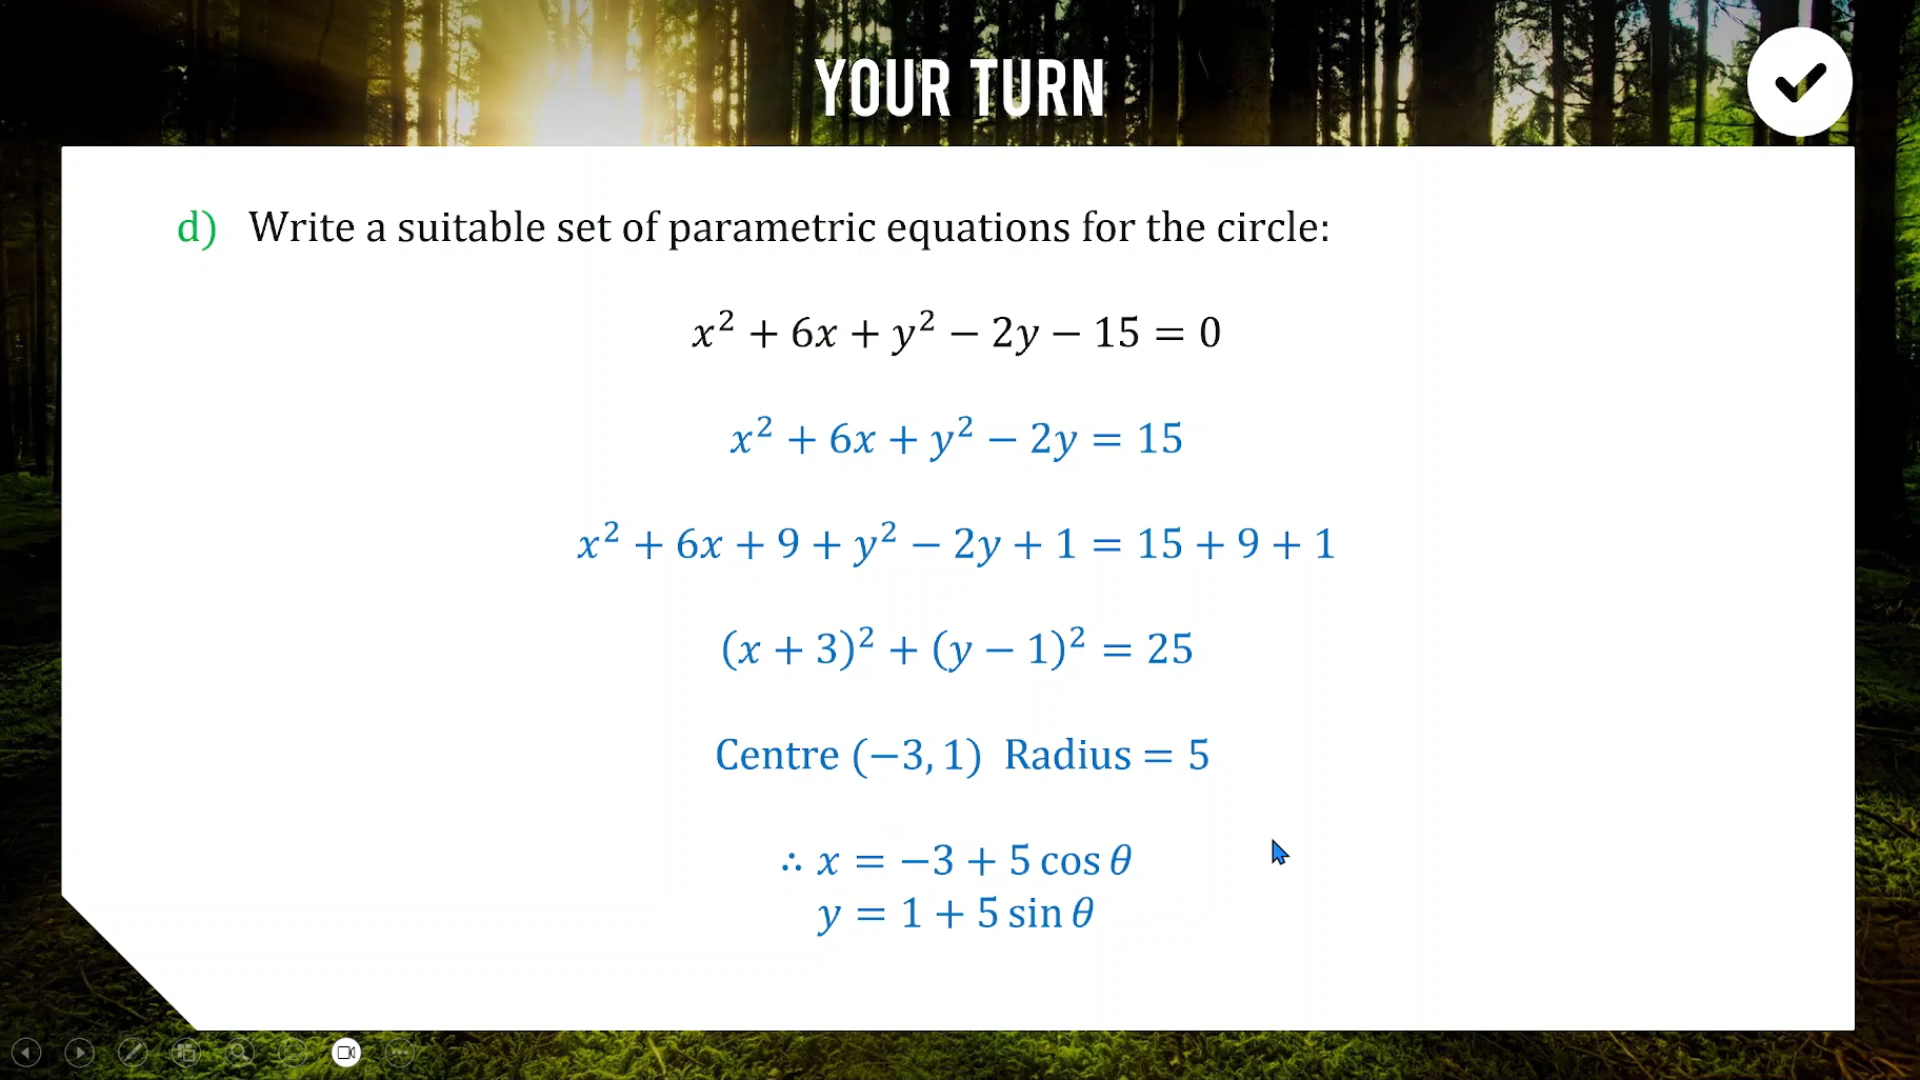 YOUR TURN
d) Write a suitable set of parametric equations for the circle:
x² + 6x + y² − 2y − 15 = 0
x² + 6x + y² − 2y = 15
x² + 6x + 9 + y² − 2y + 1 = 15 + 9 + 1
(x + 3)² + (y − 1)² = 25
Centre (−3, 1) Radius = 5
∴ x = −3 + 5 cos θ
y = 1 + 5 sin θ